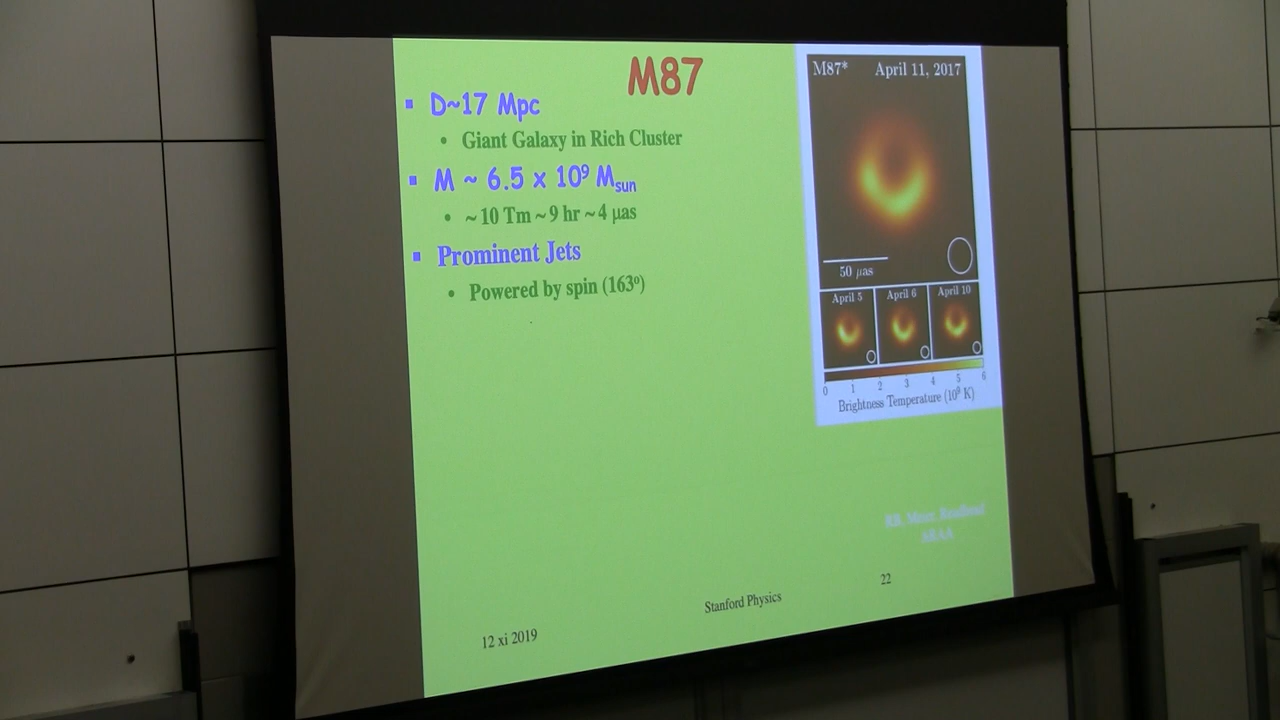 M87
▪ D~17 Mpc
• Giant Galaxy in Rich Cluster
▪ M ~ 6.5 x 10⁹ Msun
• ~10 Tm ~ 9 hr ~ 4 μas
▪ Prominent Jets
• Powered by spin (163º)
M87* April 11, 2017
50 μas
April 5 April 6 April 10
0 1 2 3 4 5 6
Brightness Temperature (10⁹ K)
22
Stanford Physics
12 xi 2019